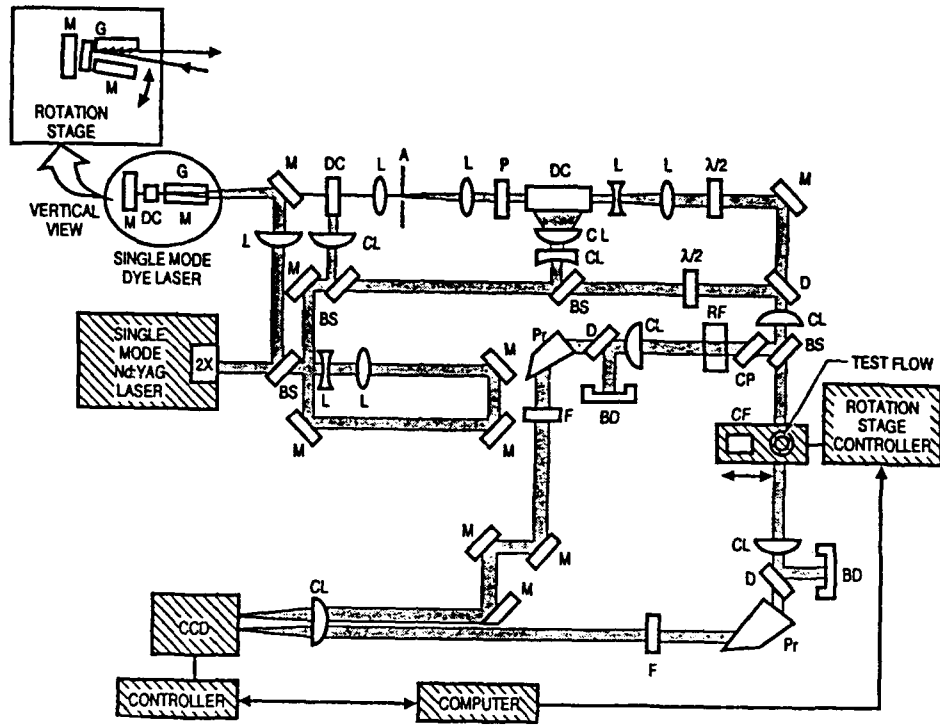 M
G
M
ROTATION
STAGE
VERTICAL
VIEW
M
DC
G
M
SINGLE MODE
DYE LASER
M
DC
L
A
L
P
DC
L
L
λ/2
M
L
CL
CL
CL
M
BS
BS
λ/2
D
CL
BS
RF
CP
CL
D
Pr
BD
F
SINGLE
MODE
Nd:YAG
LASER
2X
BS
L
L
M
M
M
TEST FLOW
CF
ROTATION
STAGE
CONTROLLER
M
M
M
CL
CL
D
BD
Pr
F
CCD
CONTROLLER
COMPUTER